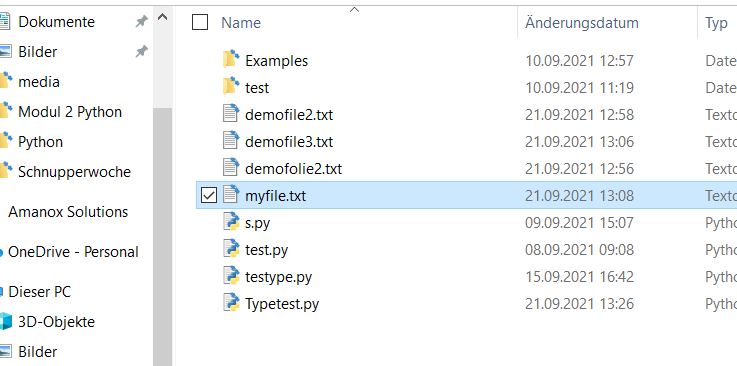 Dokumente
Bilder
media
Modul 2 Python
Python
Schnupperwoche
Amanox Solutions
OneDrive - Personal
Dieser PC
3D-Objekte
Bilder
Name Änderungsdatum Typ
Examples 10.09.2021 12:57 Date
test 10.09.2021 11:19 Date
demofile2.txt 21.09.2021 12:58 Textd
demofile3.txt 21.09.2021 13:06 Textd
demofolie2.txt 21.09.2021 12:56 Textd
myfile.txt 21.09.2021 13:08 Textd
s.py 09.09.2021 15:07 Pytho
test.py 08.09.2021 09:08 Pytho
testype.py 15.09.2021 16:42 Pytho
Typetest.py 21.09.2021 13:26 Pytho